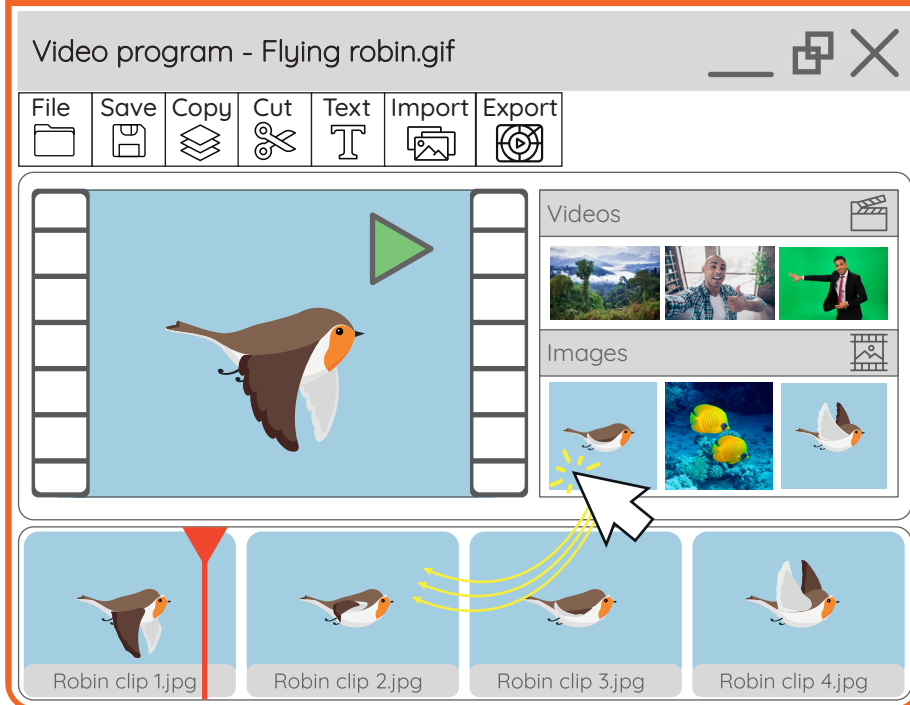 Video program - Flying robin.gif
File Save Copy Cut Text Import Export
Videos
Images
Robin clip 1.jpg Robin clip 2.jpg Robin clip 3.jpg Robin clip 4.jpg